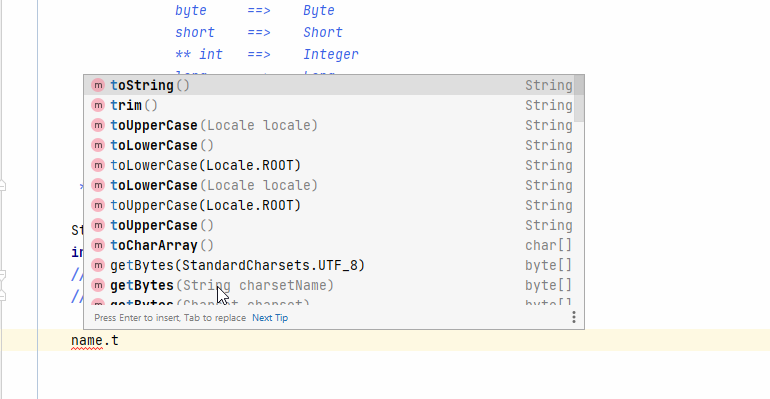 byte ==> Byte
short ==> Short
** int ==> Integer
m toString() String
m trim() String
m toUpperCase(Locale locale) String
m toLowerCase() String
m toLowerCase(Locale.ROOT) String
m toLowerCase(Locale locale) String
m toUpperCase(Locale.ROOT) String
m toUpperCase() String
m toCharArray() char[]
m getBytes(StandardCharsets.UTF_8) byte[]
m getBytes(String charsetName) byte[]
m getBytes(Charset charset) byte[]
Press Enter to insert, Tab to replace Next Tip
St
in
//
//
name.t